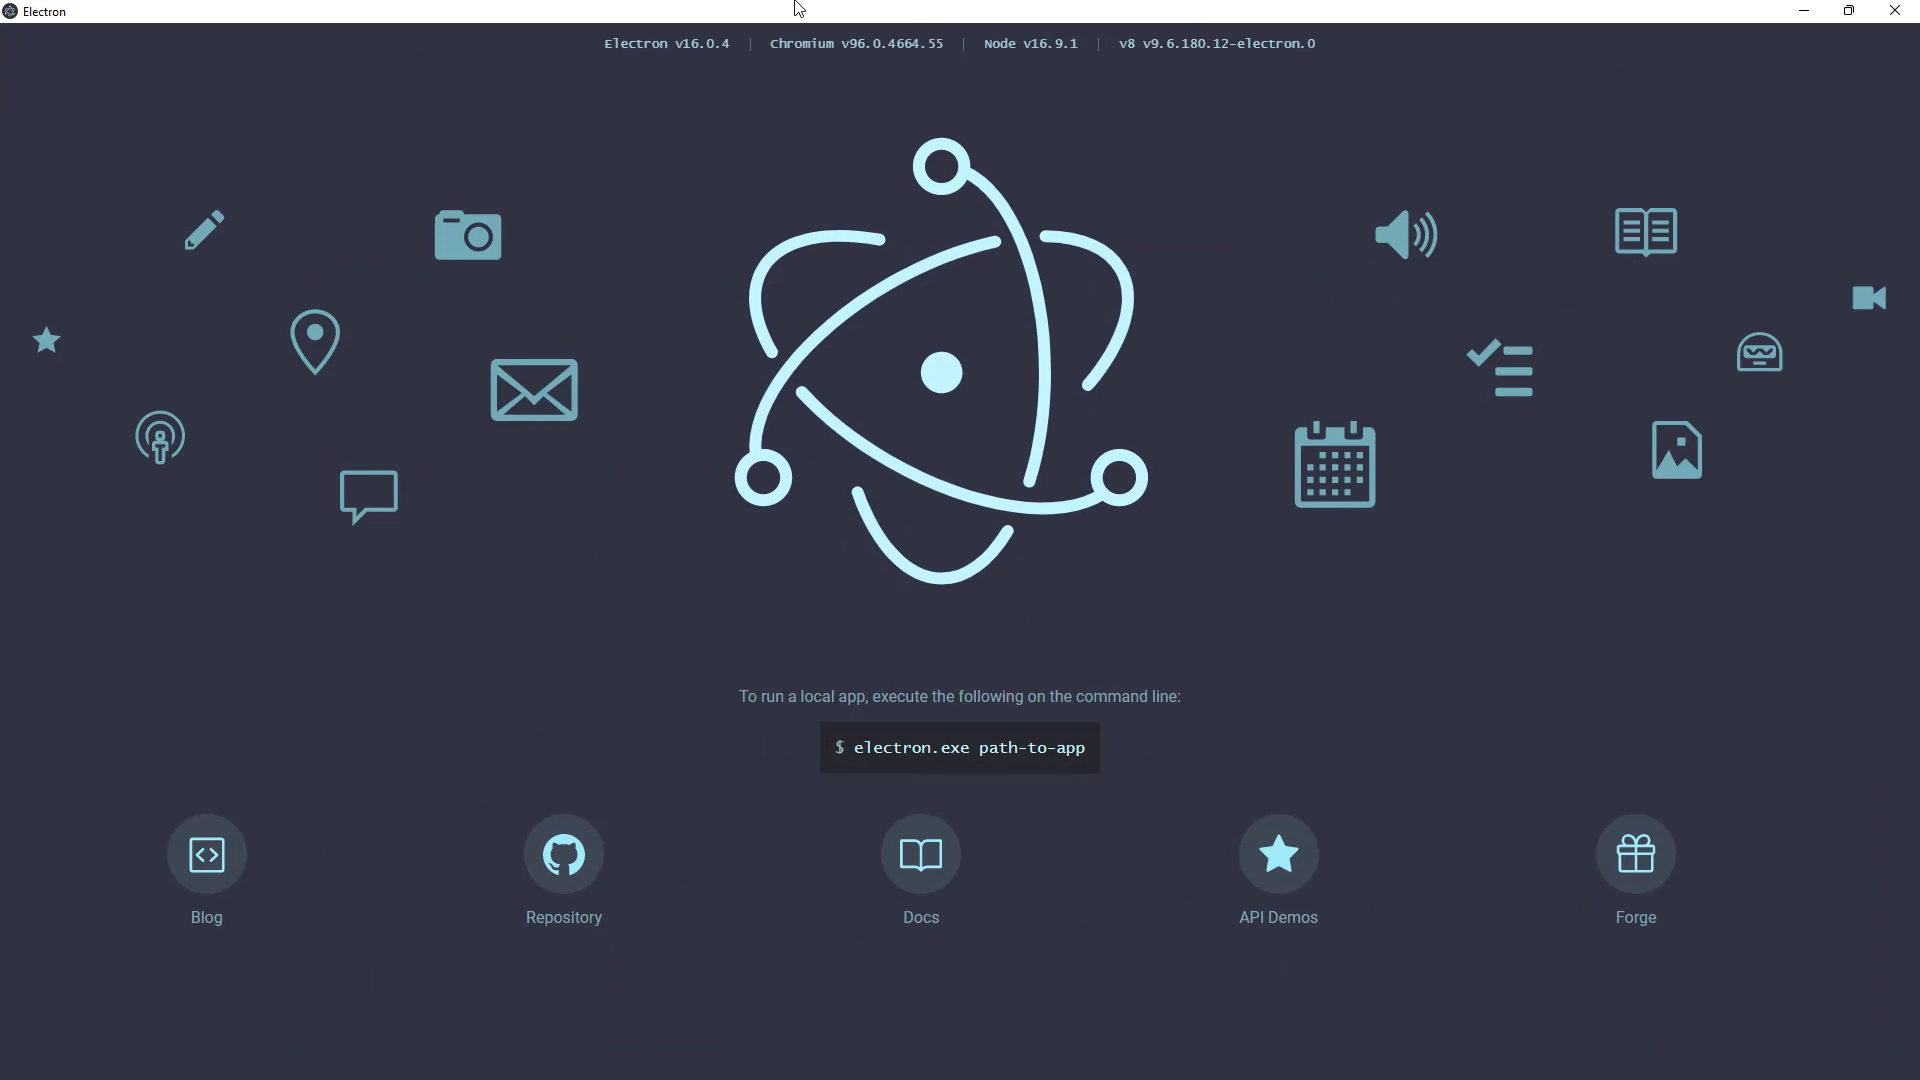 Electron
Electron v16.0.4 | Chromium v96.0.4664.55 | Node v16.9.1 | v8 v9.6.180.12-electron.0
To run a local app, execute the following on the command line:
$ electron.exe path-to-app
Blog
Repository
Docs
API Demos
Forge